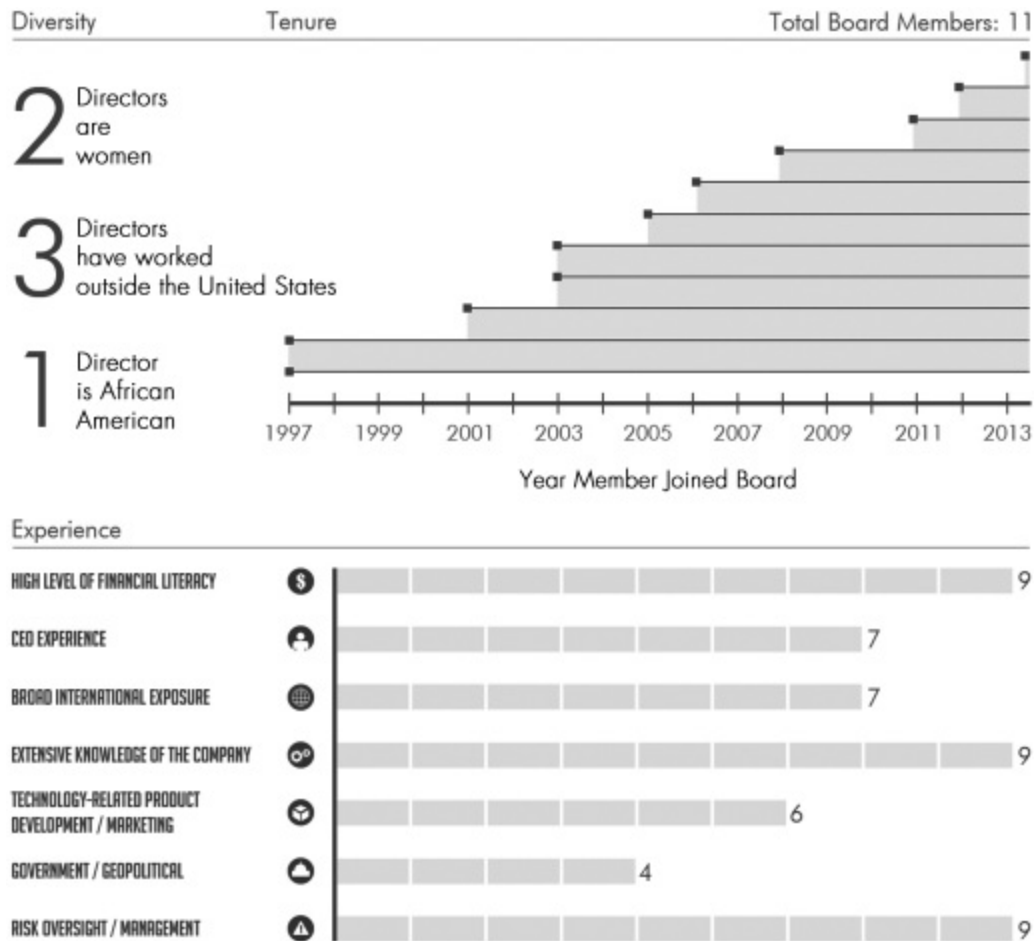 Diversity
Tenure
Total Board Members: 11
2
Directors
are
women
3
Directors
have worked
outside the United States
1
Director
is African
American
1997 1999 2001 2003 2005 2007 2009 2011 2013
Year Member Joined Board
Experience
HIGH LEVEL OF FINANCIAL LITERACY
$
9
CEO EXPERIENCE
7
BROAD INTERNATIONAL EXPOSURE
7
EXTENSIVE KNOWLEDGE OF THE COMPANY
9
TECHNOLOGY-RELATED PRODUCT
DEVELOPMENT / MARKETING
6
GOVERNMENT / GEOPOLITICAL
4
RISK OVERSIGHT / MANAGEMENT
9